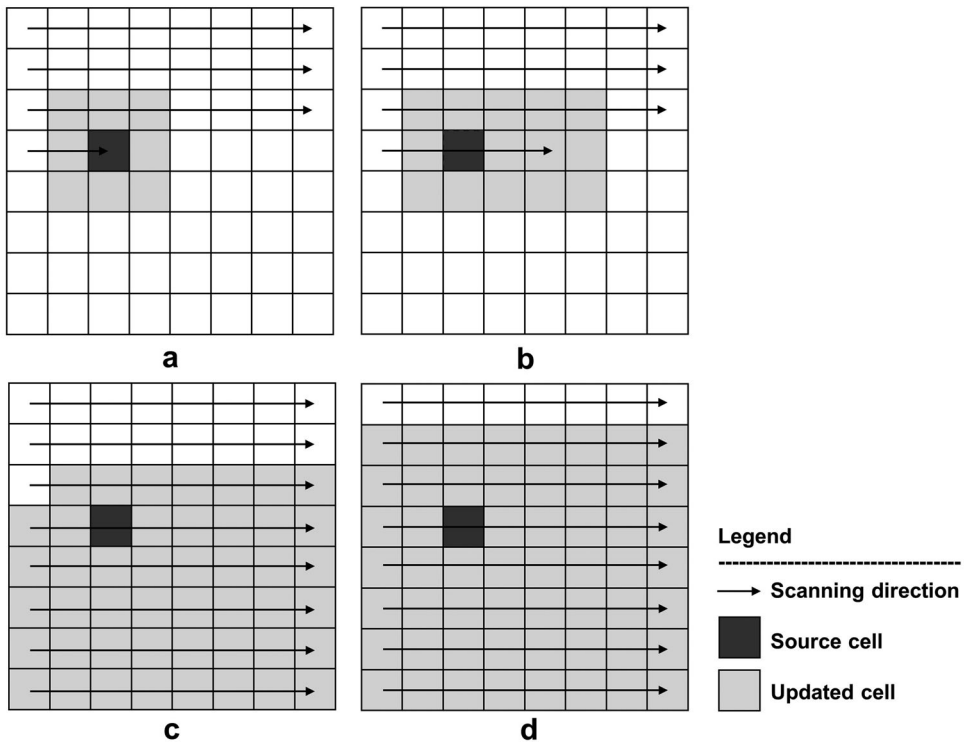 a
b
c
d
Legend
Scanning direction
Source cell
Updated cell